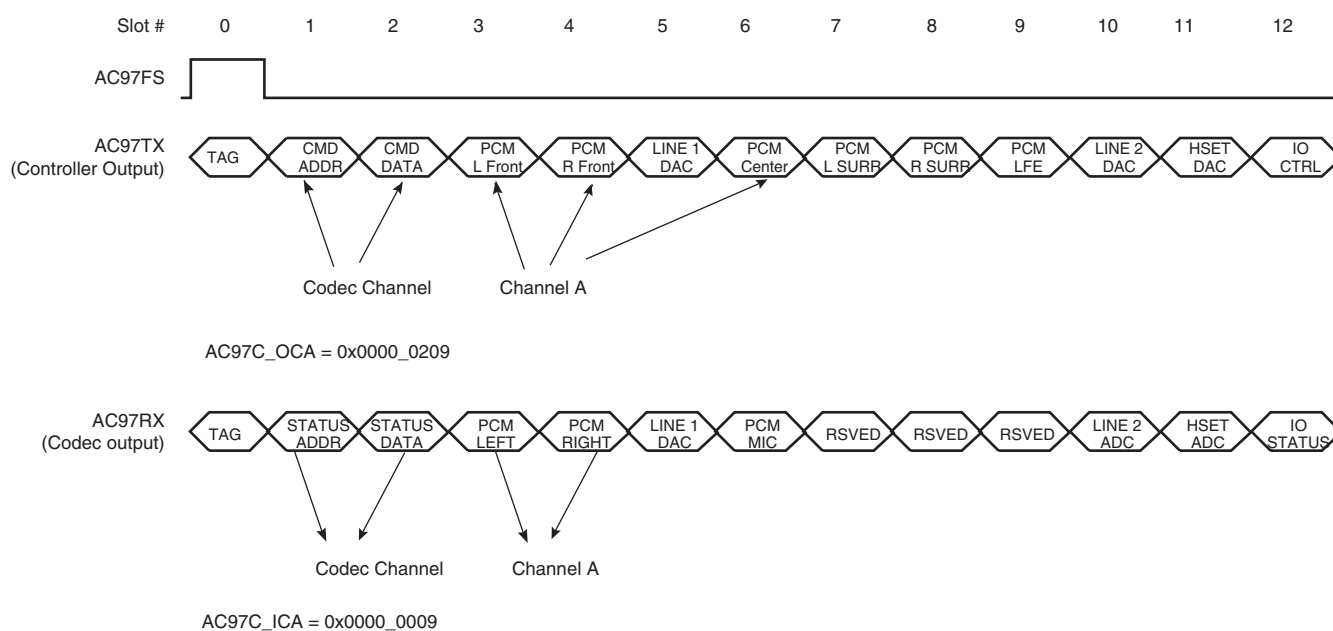 Slot # 0 1 2 3 4 5 6 7 8 9 10 11 12
AC97FS
AC97TX
(Controller Output)
TAG
CMD
ADDR
CMD
DATA
PCM
L Front
PCM
R Front
LINE 1
DAC
PCM
Center
PCM
L SURR
PCM
R SURR
PCM
LFE
LINE 2
DAC
HSET
DAC
IO
CTRL
Codec Channel
Channel A
AC97C_OCA = 0x0000_0209
AC97RX
(Codec output)
TAG
STATUS
ADDR
STATUS
DATA
PCM
LEFT
PCM
RIGHT
LINE 1
DAC
PCM
MIC
RSVED
RSVED
RSVED
LINE 2
ADC
HSET
ADC
IO
STATUS
Codec Channel
Channel A
AC97C_ICA = 0x0000_0009